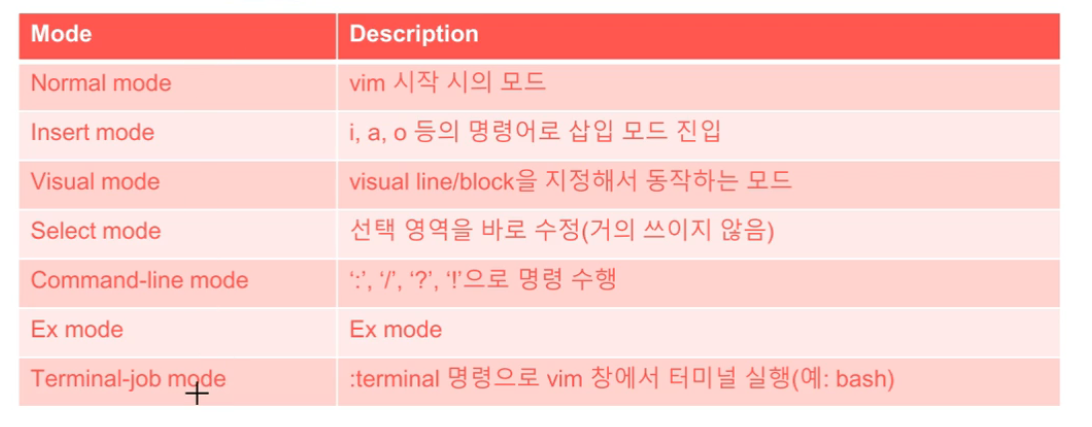 Mode Description
Normal mode vim 시작 시의 모드
Insert mode i, a, o 등의 명령어로 삽입 모드 진입
Visual mode visual line/block을 지정해서 동작하는 모드
Select mode 선택 영역을 바로 수정(거의 쓰이지 않음)
Command-line mode ‘:’, ‘/’, ‘?’, ‘!’으로 명령 수행
Ex mode Ex mode
Terminal-job mode :terminal 명령으로 vim 창에서 터미널 실행(예: bash)